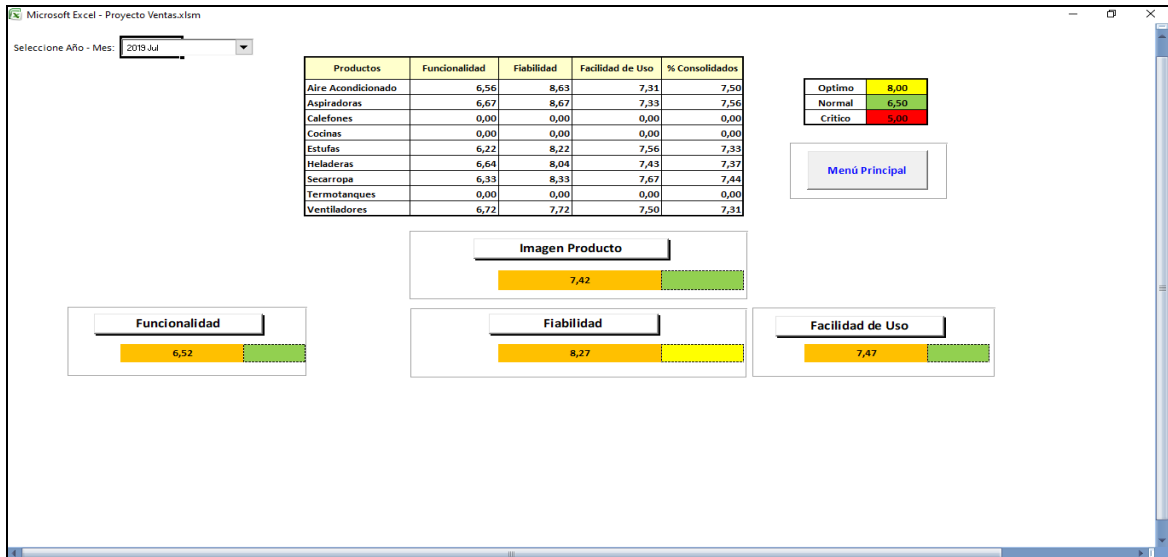 Microsoft Excel - Proyecto Ventas.xlsm
Seleccione Año - Mes: 2019 Jul
Productos Funcionalidad Fiabilidad Facilidad de Uso % Consolidados
Aire Acondicionado 6,56 8,63 7,31 7,50
Aspiradoras 6,67 8,67 7,33 7,56
Calefones 0,00 0,00 0,00 0,00
Cocinas 0,00 0,00 0,00 0,00
Estufas 6,22 8,22 7,56 7,33
Heladeras 6,64 8,04 7,43 7,37
Secarropa 6,33 8,33 7,67 7,44
Termotanques 0,00 0,00 0,00 0,00
Ventiladores 6,72 7,72 7,50 7,31
Optimo 8,00
Normal 6,50
Critico 5,00
Menú Principal
Imagen Producto
7,42
Funcionalidad
6,52
Fiabilidad
8,27
Facilidad de Uso
7,47